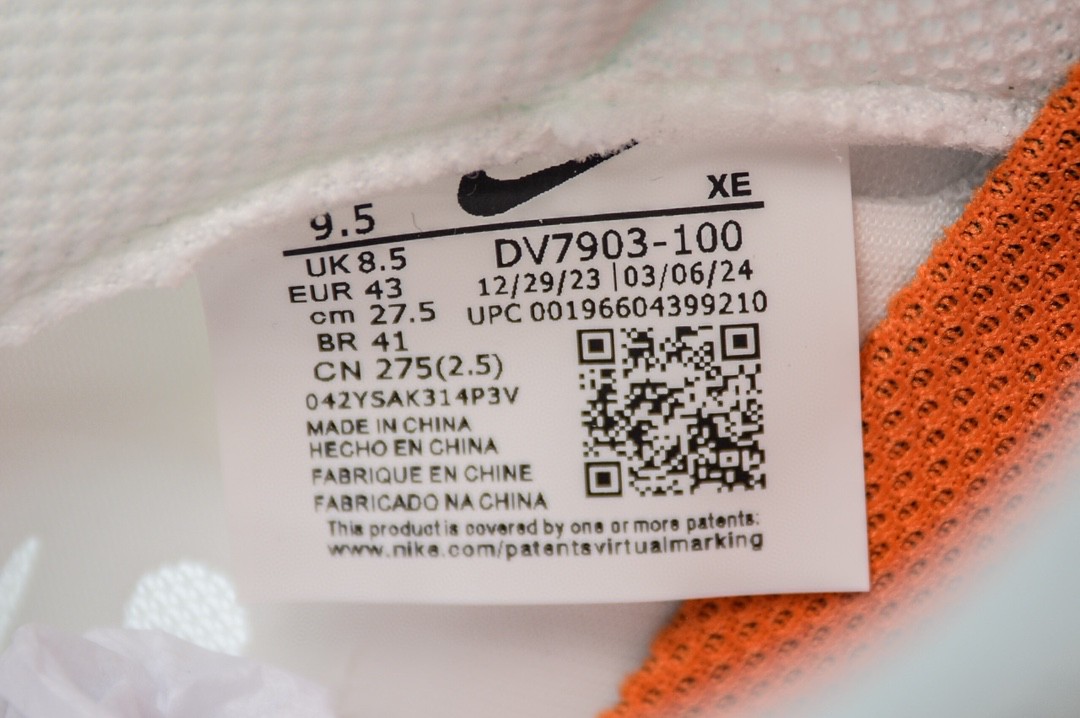 XE
9.5
UK 8.5
DV7903-100
EUR 43
12/29/23 | 03/06/24
cm 27.5
UPC 00196604399210
BR 41
CN 275(2.5)
042YSAK314P3V
MADE IN CHINA
HECHO EN CHINA
FABRIQUE EN CHINE
FABRICADO NA CHINA
This product is covered by one or more patents:
www.nike.com/patentsvirtualmarking